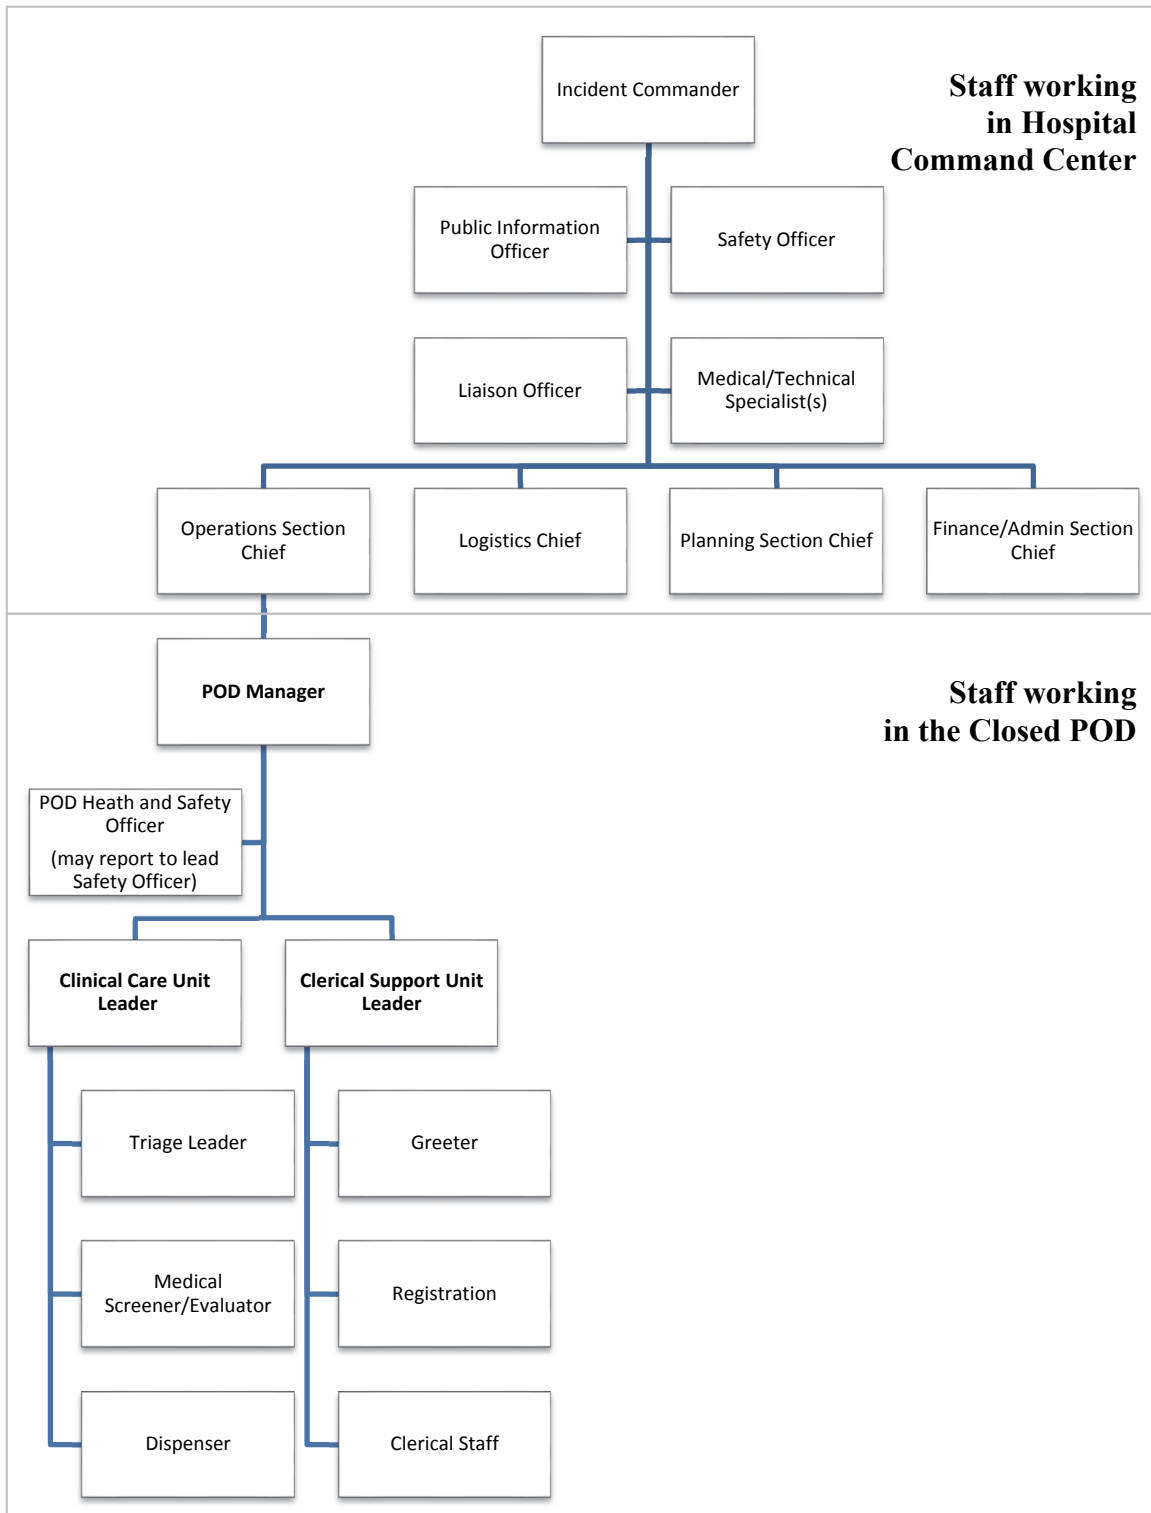 Incident Commander
Staff working
in Hospital
Command Center
Public Information
Officer
Safety Officer
Liaison Officer
Medical/Technical
Specialist(s)
Operations Section
Chief
Logistics Chief
Planning Section Chief
Finance/Admin Section
Chief
POD Manager
Staff working
in the Closed POD
POD Heath and Safety
Officer
(may report to lead
Safety Officer)
Clinical Care Unit
Leader
Clerical Support Unit
Leader
Triage Leader
Greeter
Medical
Screener/Evaluator
Registration
Dispenser
Clerical Staff